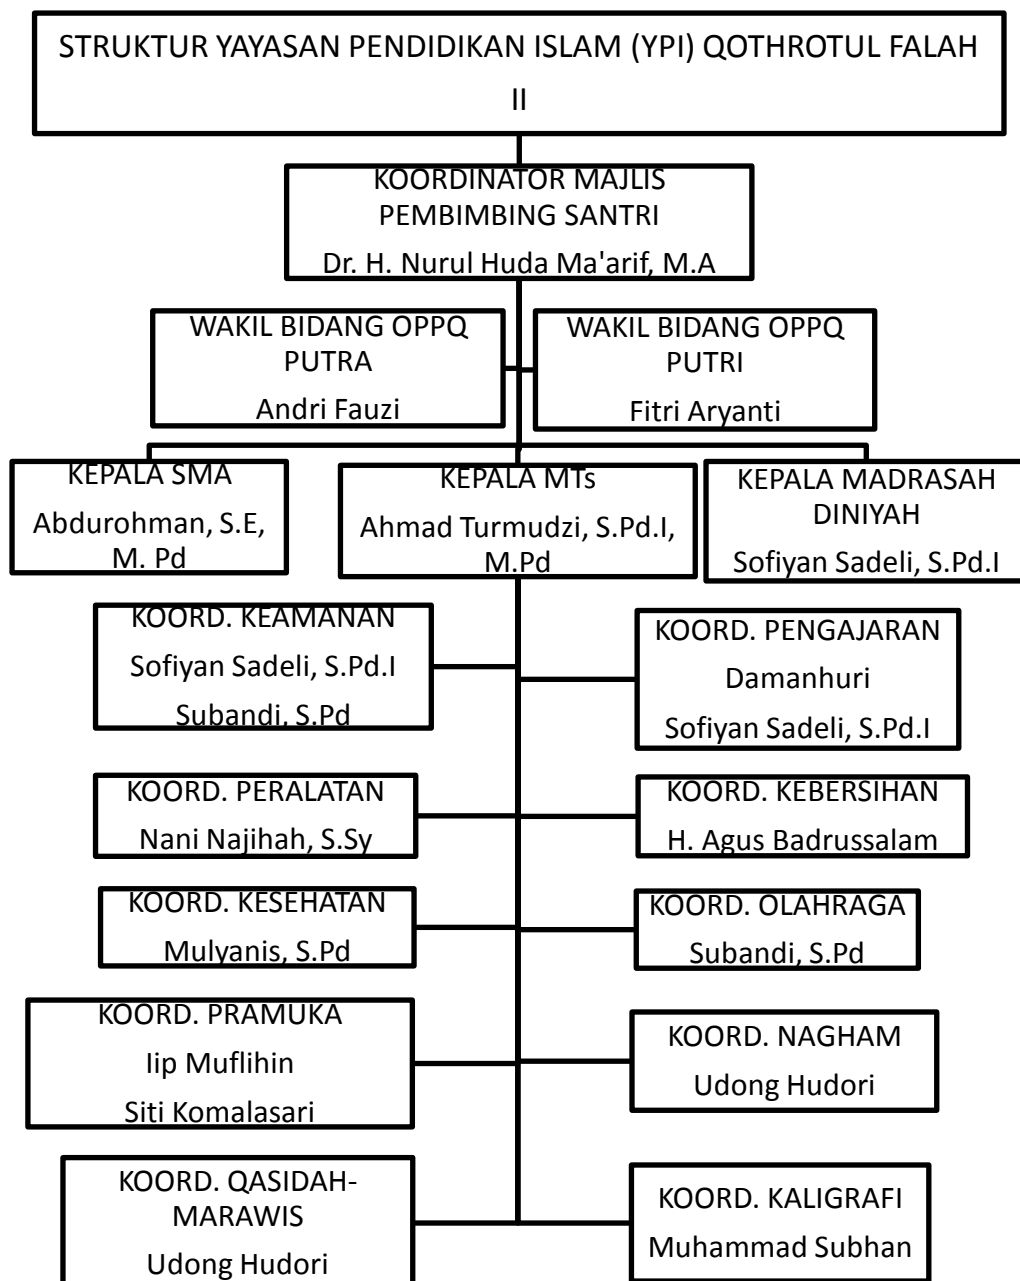 STRUKTUR YAYASAN PENDIDIKAN ISLAM (YPI) QOTHROTUL FALAH
II
KOORDINATOR MAJLIS
PEMBIMBING SANTRI
Dr. H. Nurul Huda Ma'arif, M.A
WAKIL BIDANG OPPQ
PUTRA
Andri Fauzi
WAKIL BIDANG OPPQ
PUTRI
Fitri Aryanti
KEPALA SMA
Abdurohman, S.E,
M. Pd
KEPALA MTs
Ahmad Turmudzi, S.Pd.I,
M.Pd
KEPALA MADRASAH
DINIYAH
Sofiyan Sadeli, S.Pd.I
KOORD. KEAMANAN
Sofiyan Sadeli, S.Pd.I
Subandi, S.Pd
KOORD. PENGAJARAN
Damanhuri
Sofiyan Sadeli, S.Pd.I
KOORD. PERALATAN
Nani Najihah, S.Sy
KOORD. KEBERSIHAN
H. Agus Badrussalam
KOORD. KESEHATAN
Mulyanis, S.Pd
KOORD. OLAHRAGA
Subandi, S.Pd
KOORD. PRAMUKA
Iip Muflihin
Siti Komalasari
KOORD. NAGHAM
Udong Hudori
KOORD. QASIDAH-
MARAWIS
Udong Hudori
KOORD. KALIGRAFI
Muhammad Subhan